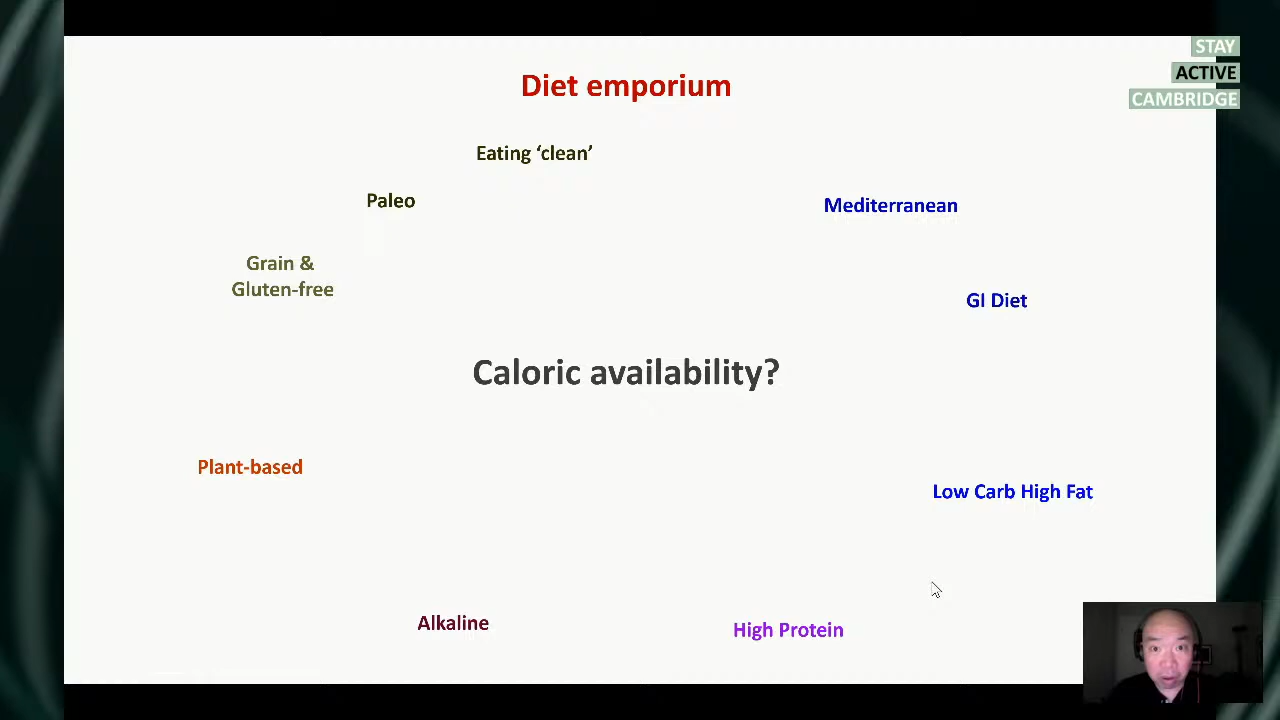 Diet emporium
STAY
ACTIVE
CAMBRIDGE
Eating ‘clean’
Paleo
Mediterranean
Grain &
Gluten-free
GI Diet
Caloric availability?
Plant-based
Low Carb High Fat
Alkaline
High Protein